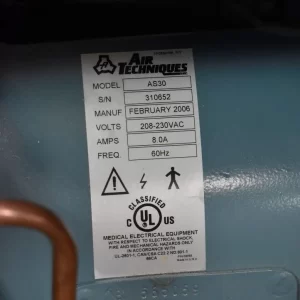 AIR
TECHNIQUES
MODEL AS30
S/N 310652
MANUF FEBRUARY 2006
VOLTS 208-230VAC
AMPS 8.0A
FREQ. 60Hz
CLASSIFIED
C UL US
MEDICAL ELECTRICAL EQUIPMENT
WITH RESPECT TO ELECTRICAL SHOCK,
FIRE AND MECHANICAL HAZARDS ONLY
IN ACCORDANCE WITH